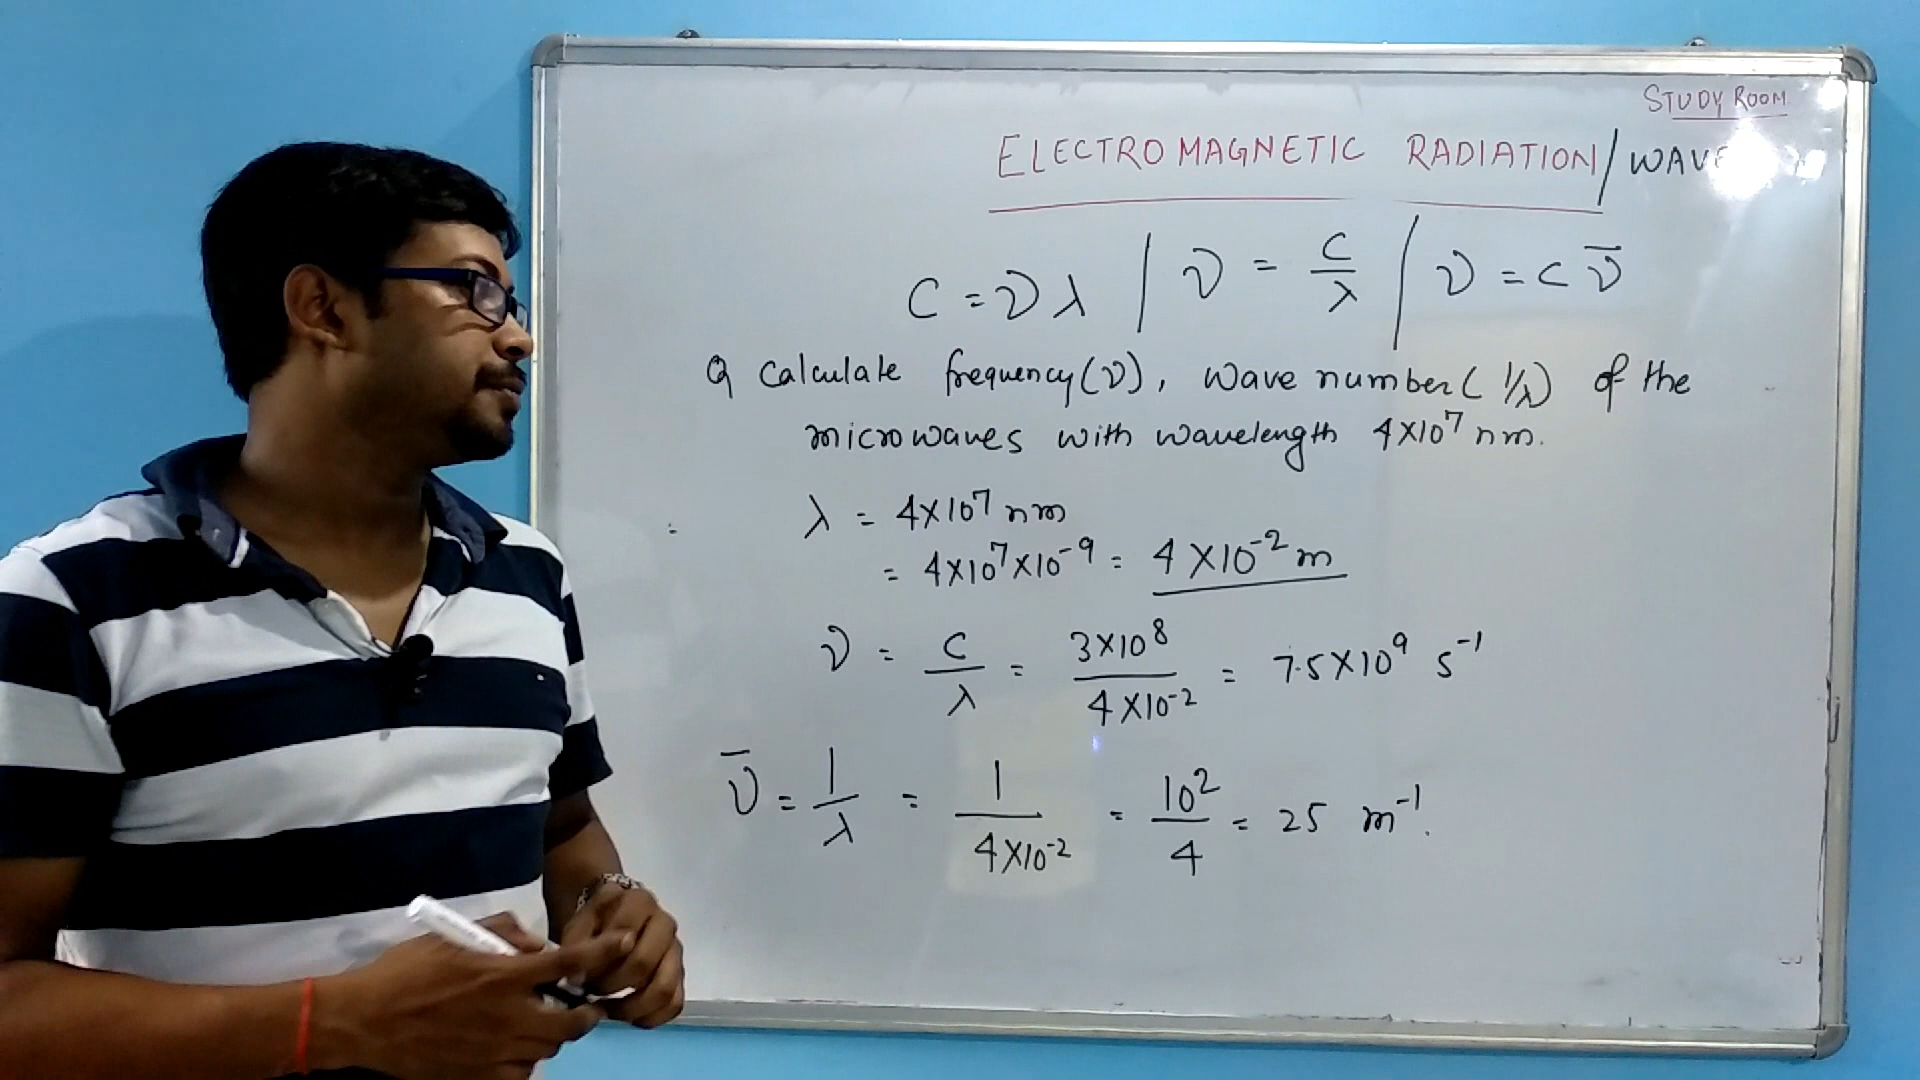 STUDY ROOM
ELECTROMAGNETIC RADIATION/WAVE
C = ν λ / ν = C/λ / ν = C ν̅
Q Calculate frequency(ν), wave number( 1/λ) of the
microwaves with wavelength 4×10⁷ nm.
λ = 4×10⁷ nm
= 4×10⁷×10⁻⁹ = 4×10⁻² m
ν = C/λ = 3×10⁸/4×10⁻² = 7.5×10⁹ s⁻¹
ν̅ = 1/λ = 1/4×10⁻² = 10²/4 = 25 m⁻¹.